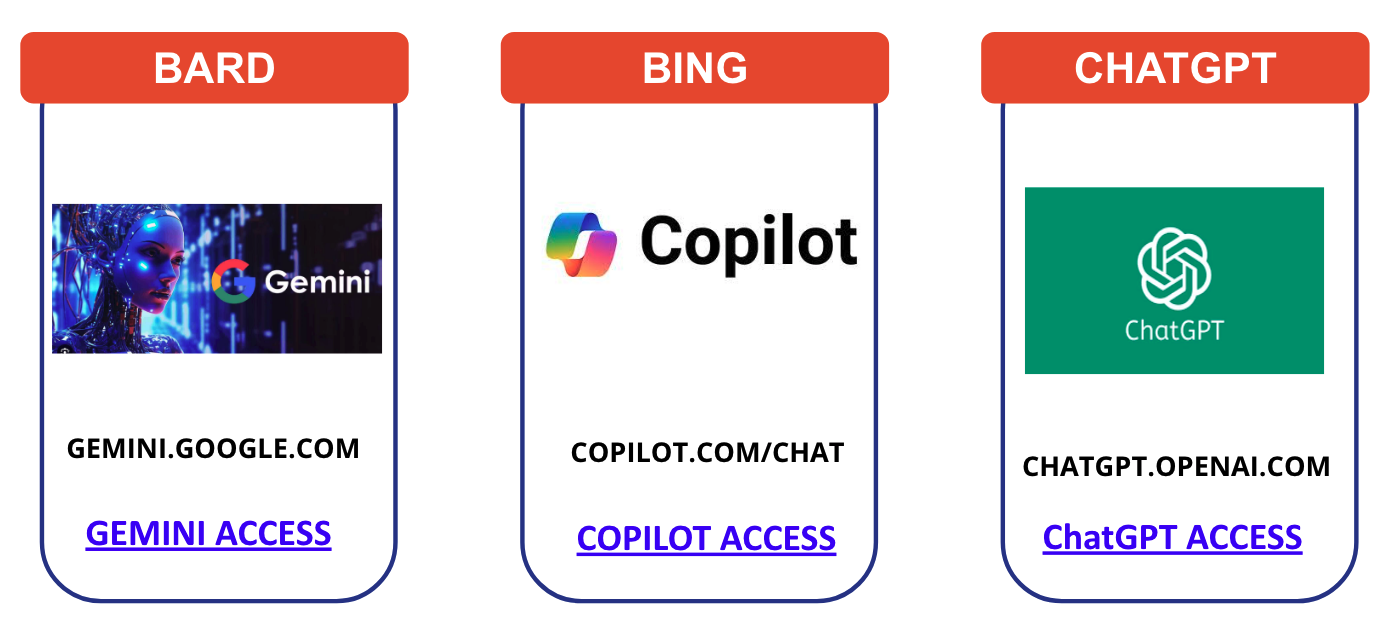 BARD
Gemini
GEMINI.GOOGLE.COM
GEMINI ACCESS
BING
Copilot
COPILOT.COM/CHAT
COPILOT ACCESS
CHATGPT
ChatGPT
CHATGPT.OPENAI.COM
ChatGPT ACCESS